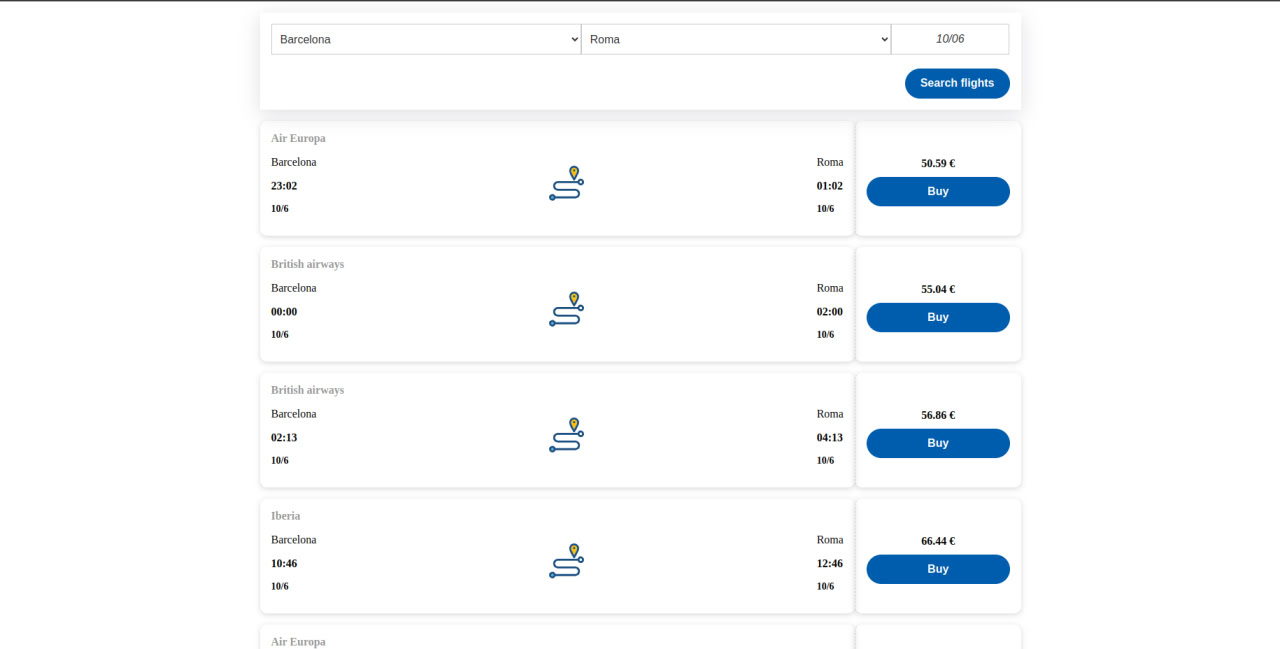 Barcelona Roma 10/06
Search flights
Air Europa
Barcelona Roma
23:02 01:02
10/6 10/6
50.59 €
Buy
British airways
Barcelona Roma
00:00 02:00
10/6 10/6
55.04 €
Buy
British airways
Barcelona Roma
02:13 04:13
10/6 10/6
56.86 €
Buy
Iberia
Barcelona Roma
10:46 12:46
10/6 10/6
66.44 €
Buy
Air Europa